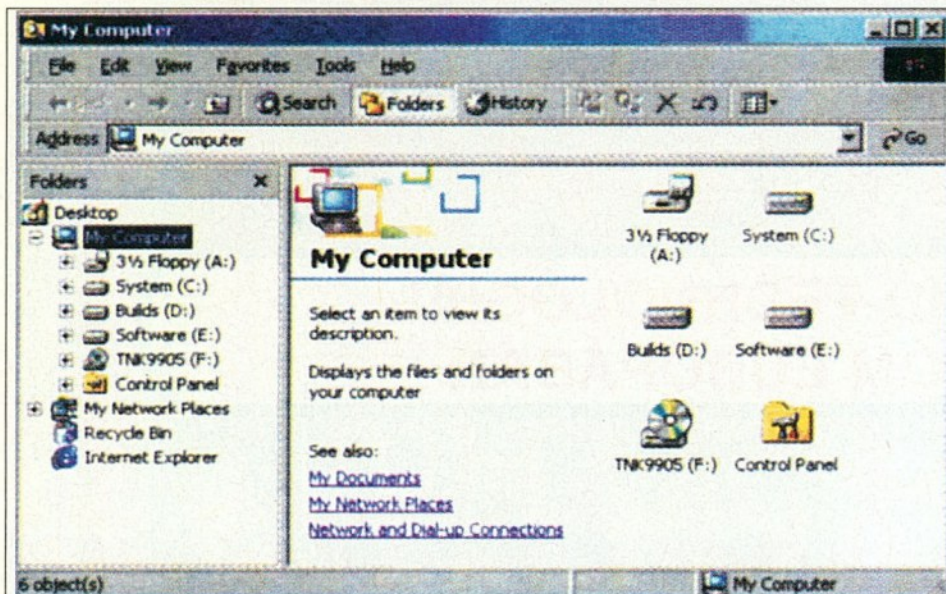 My Computer
File Edit View Favorites Tools Help
Search Folders History
Address My Computer Go
Folders
Desktop
My Computer
3½ Floppy (A:)
System (C:)
Builds (D:)
Software (E:)
TNK9905 (F:)
Control Panel
My Network Places
Recycle Bin
Internet Explorer
My Computer
Select an item to view its
description.
Displays the files and folders on
your computer
See also:
My Documents
My Network Places
Network and Dial-up Connections
3½ Floppy
(A:)
System (C:)
Builds (D:)
Software (E:)
TNK9905 (F:)
Control Panel
6 object(s)
My Computer